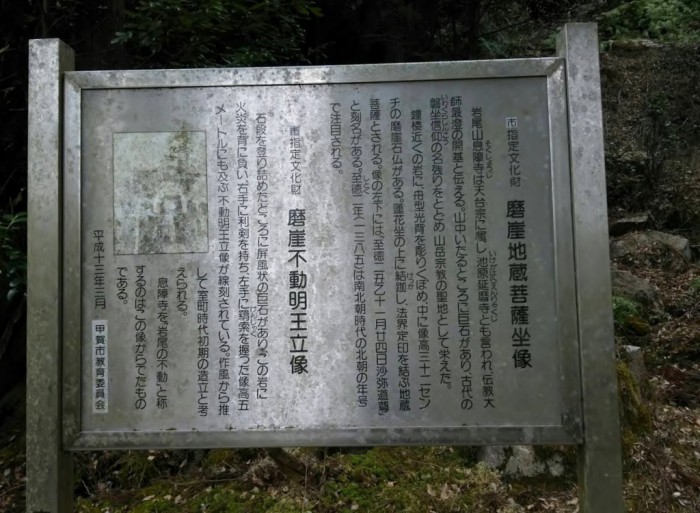 市指定文化財 磨崖地蔵菩薩坐像
岩尾山息障寺は天台宗に属し、池原延暦寺とも言われ、伝教大
師最澄の開基と伝える。山中いたるところに巨石があり、古代の
磐坐信仰の名残りをとどめ、山岳宗教の聖地として栄えた。
鐘楼近くの岩に、舟型光背を彫りくぼめ、中に像高三十二セン
チの磨崖石仏がある。蓮花坐の上に結跏し、法界定印を結ぶ地蔵
菩薩とされる。像の左下には、至徳二五乙十一月廿四日沙弥道尊
と刻名がある。至徳二年(一三八五)は南北朝時代の北朝の年号
で注目される。
市指定文化財 磨崖不動明王立像
石段を登り詰めたところに屏風状の巨石があり、この岩に
火炎を背に負い、右手に利剣を持ち、左手に羂索を握った像高五
メートルにも及ぶ不動明王立像が線刻されている。作風から推
して室町時代初期の造立と考
えられる。
息障寺を「岩尾の不動」と称
するのは、この像からでたもの
である。
平成十三年三月
甲賀市教育委員会